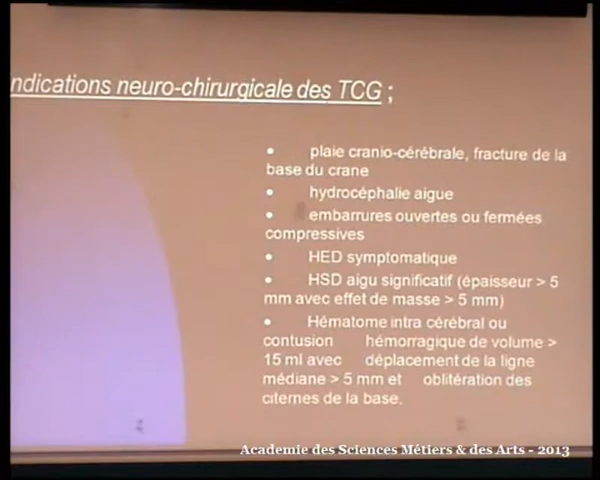 ndications neuro-chirurgicale des TCG ;
• plaie cranio-cérébrale, fracture de la
base du crane
• hydrocéphalie aigue
• embarrures ouvertes ou fermées
compressives
• HED symptomatique
• HSD aigu significatif (épaisseur > 5
mm avec effet de masse > 5 mm)
• Hématome intra cérébral ou
contusion hémorragique de volume >
15 ml avec déplacement de la ligne
médiane > 5 mm et oblitération des
citernes de la base.
Academie des Sciences Métiers & des Arts - 2013